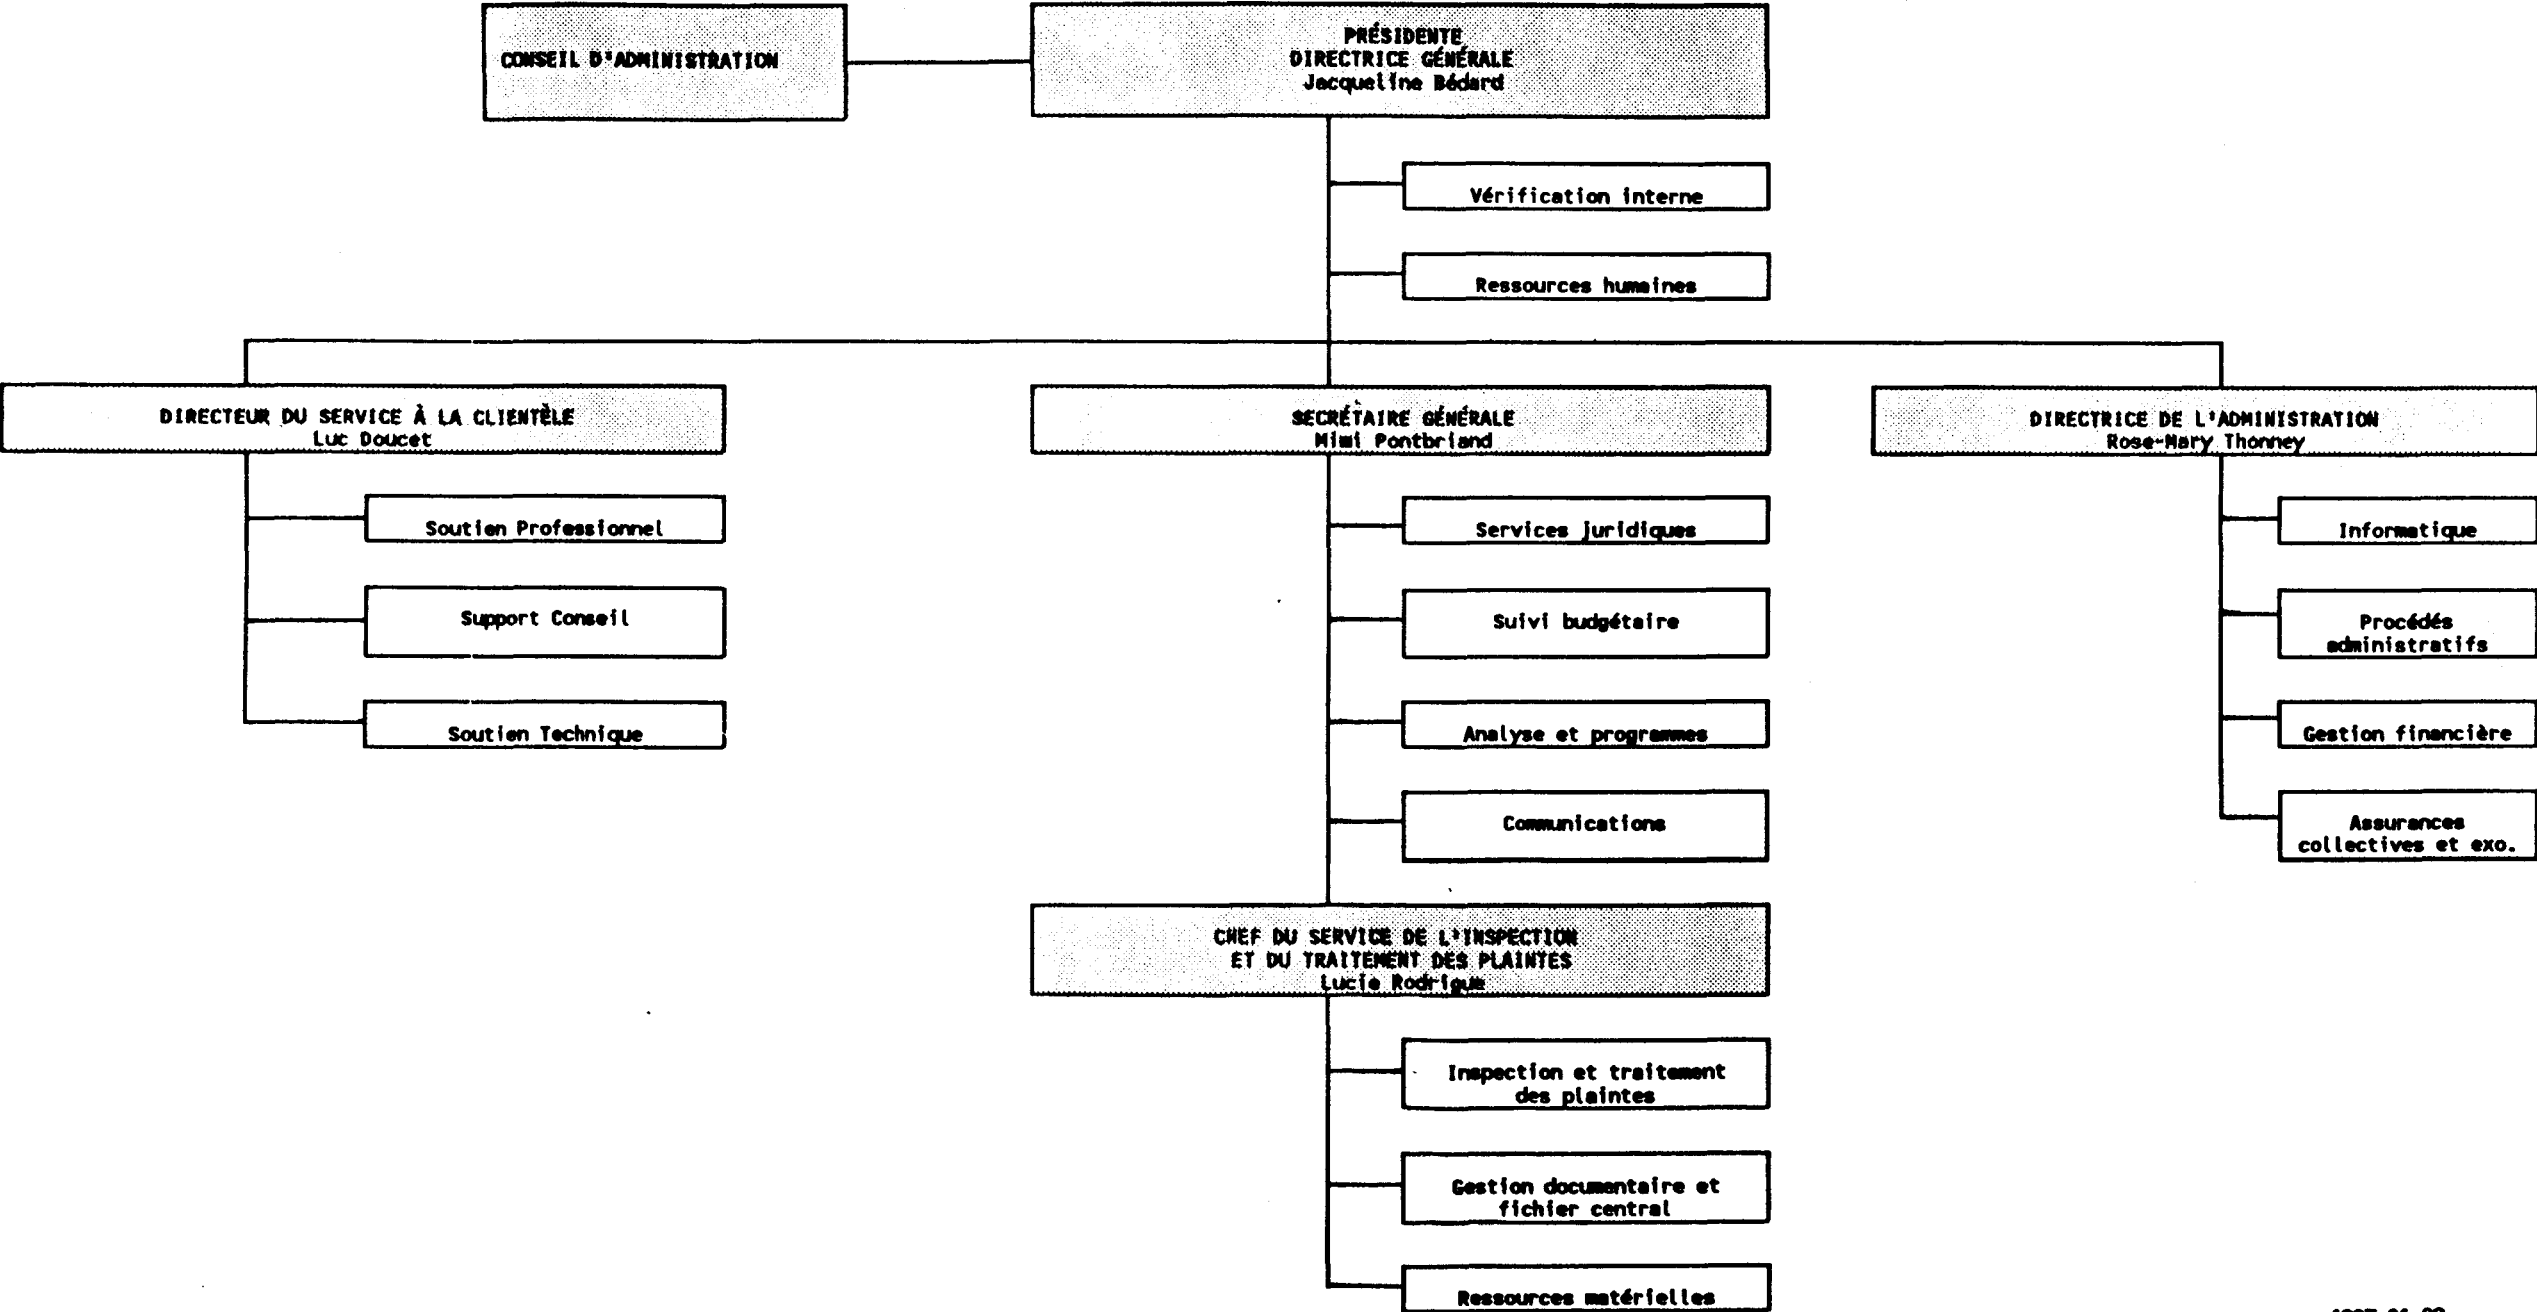 CONSEIL D'ADMINISTRATION
PRÉSIDENTE
DIRECTRICE GÉNÉRALE
Jacqueline Bédard
Vérification interne
Ressources humaines
DIRECTEUR DU SERVICE À LA CLIENTÈLE
Luc Doucet
Soutien Professionnel
Support Conseil
Soutien Technique
SECRÉTAIRE GÉNÉRALE
Mimi Pontbriand
Services juridiques
Suivi budgétaire
Analyse et programmes
Communications
CHEF DU SERVICE DE L'INSPECTION
ET DU TRAITEMENT DES PLAINTES
Lucie Rodrigue
Inspection et traitement
des plaintes
Gestion documentaire et
fichier central
Ressources matérielles
DIRECTRICE DE L'ADMINISTRATION
Rose-Mary Thonney
Informatique
Procédés
administratifs
Gestion financière
Assurances
collectives et exo.